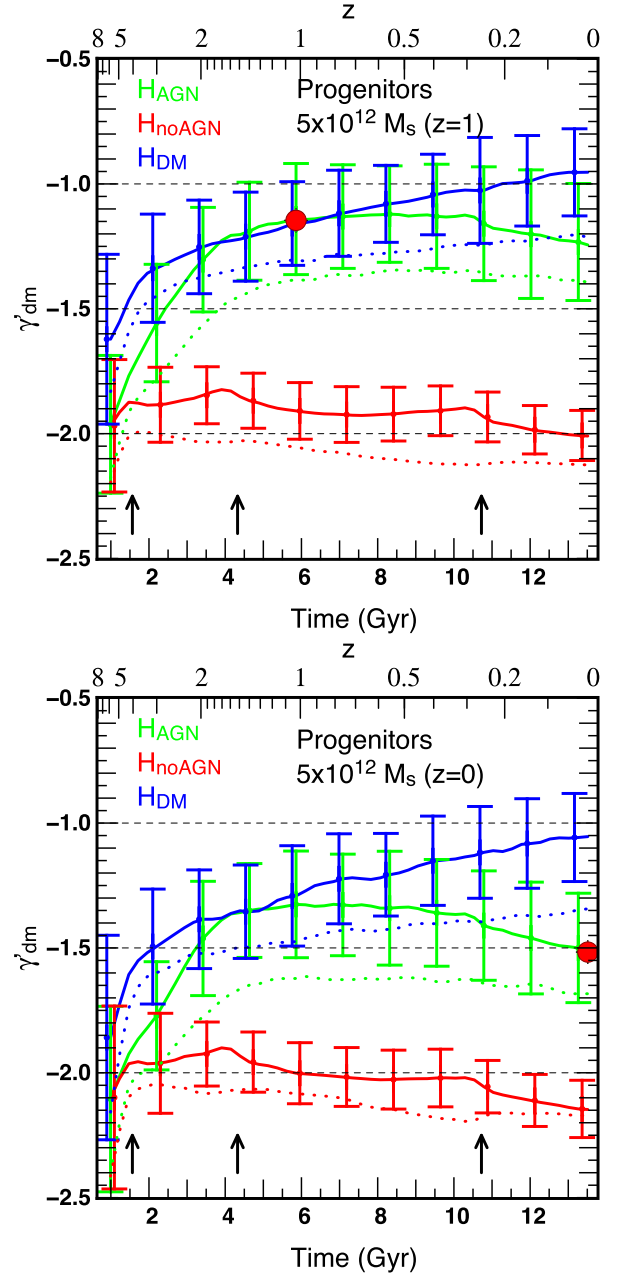 z
8 5 2 1 0.5 0.2 0
−0.5
H_AGN Progenitors
H_noAGN 5x10^12 M_s (z=1)
H_DM
−1.0
−1.5
γ'_dm
−2.0
−2.5
2 4 6 8 10 12
Time (Gyr)
z
8 5 2 1 0.5 0.2 0
−0.5
H_AGN Progenitors
H_noAGN 5x10^12 M_s (z=0)
H_DM
−1.0
−1.5
γ'_dm
−2.0
−2.5
2 4 6 8 10 12
Time (Gyr)